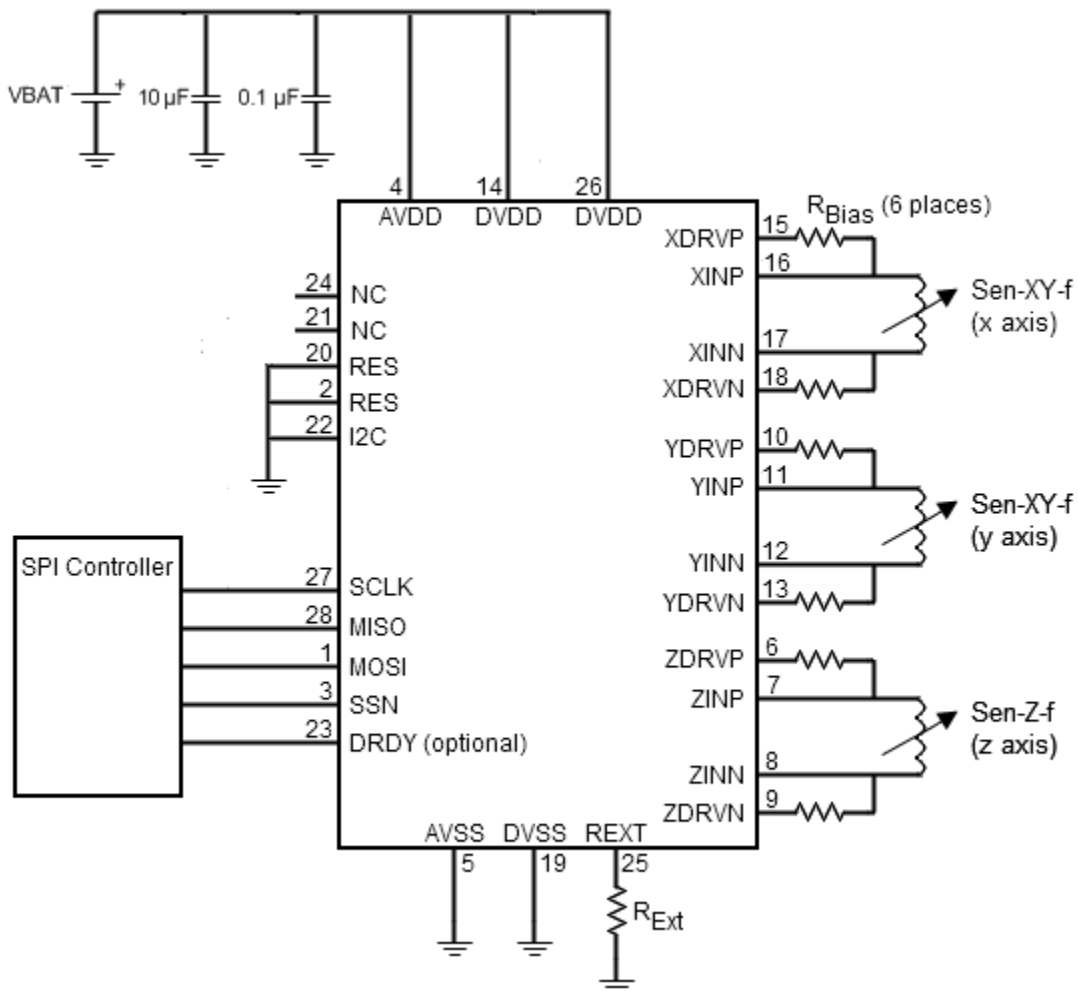 VBAT
+
10 µF
0.1 µF
4
14
26
AVDD
DVDD
DVDD
R_Bias (6 places)
24
NC
21
NC
20
RES
2
RES
22
I2C
SPI Controller
27
SCLK
28
MISO
1
MOSI
3
SSN
23
DRDY (optional)
XDRVP
15
XINP
16
XINN
17
XDRVN
18
Sen-XY-f
(x axis)
YDRVP
10
YINP
11
YINN
12
YDRVN
13
Sen-XY-f
(y axis)
ZDRVP
6
ZINP
7
ZINN
8
ZDRVN
9
Sen-Z-f
(z axis)
AVSS
DVSS
REXT
5
19
25
R_Ext